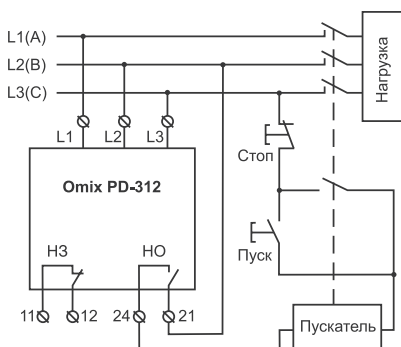 L1(A)
L2(B)
L3(C)
Нагрузка
L1 L2 L3
Стоп
Omix PD-312
НЗ НО
Пуск
11 12 24 21
Пускатель